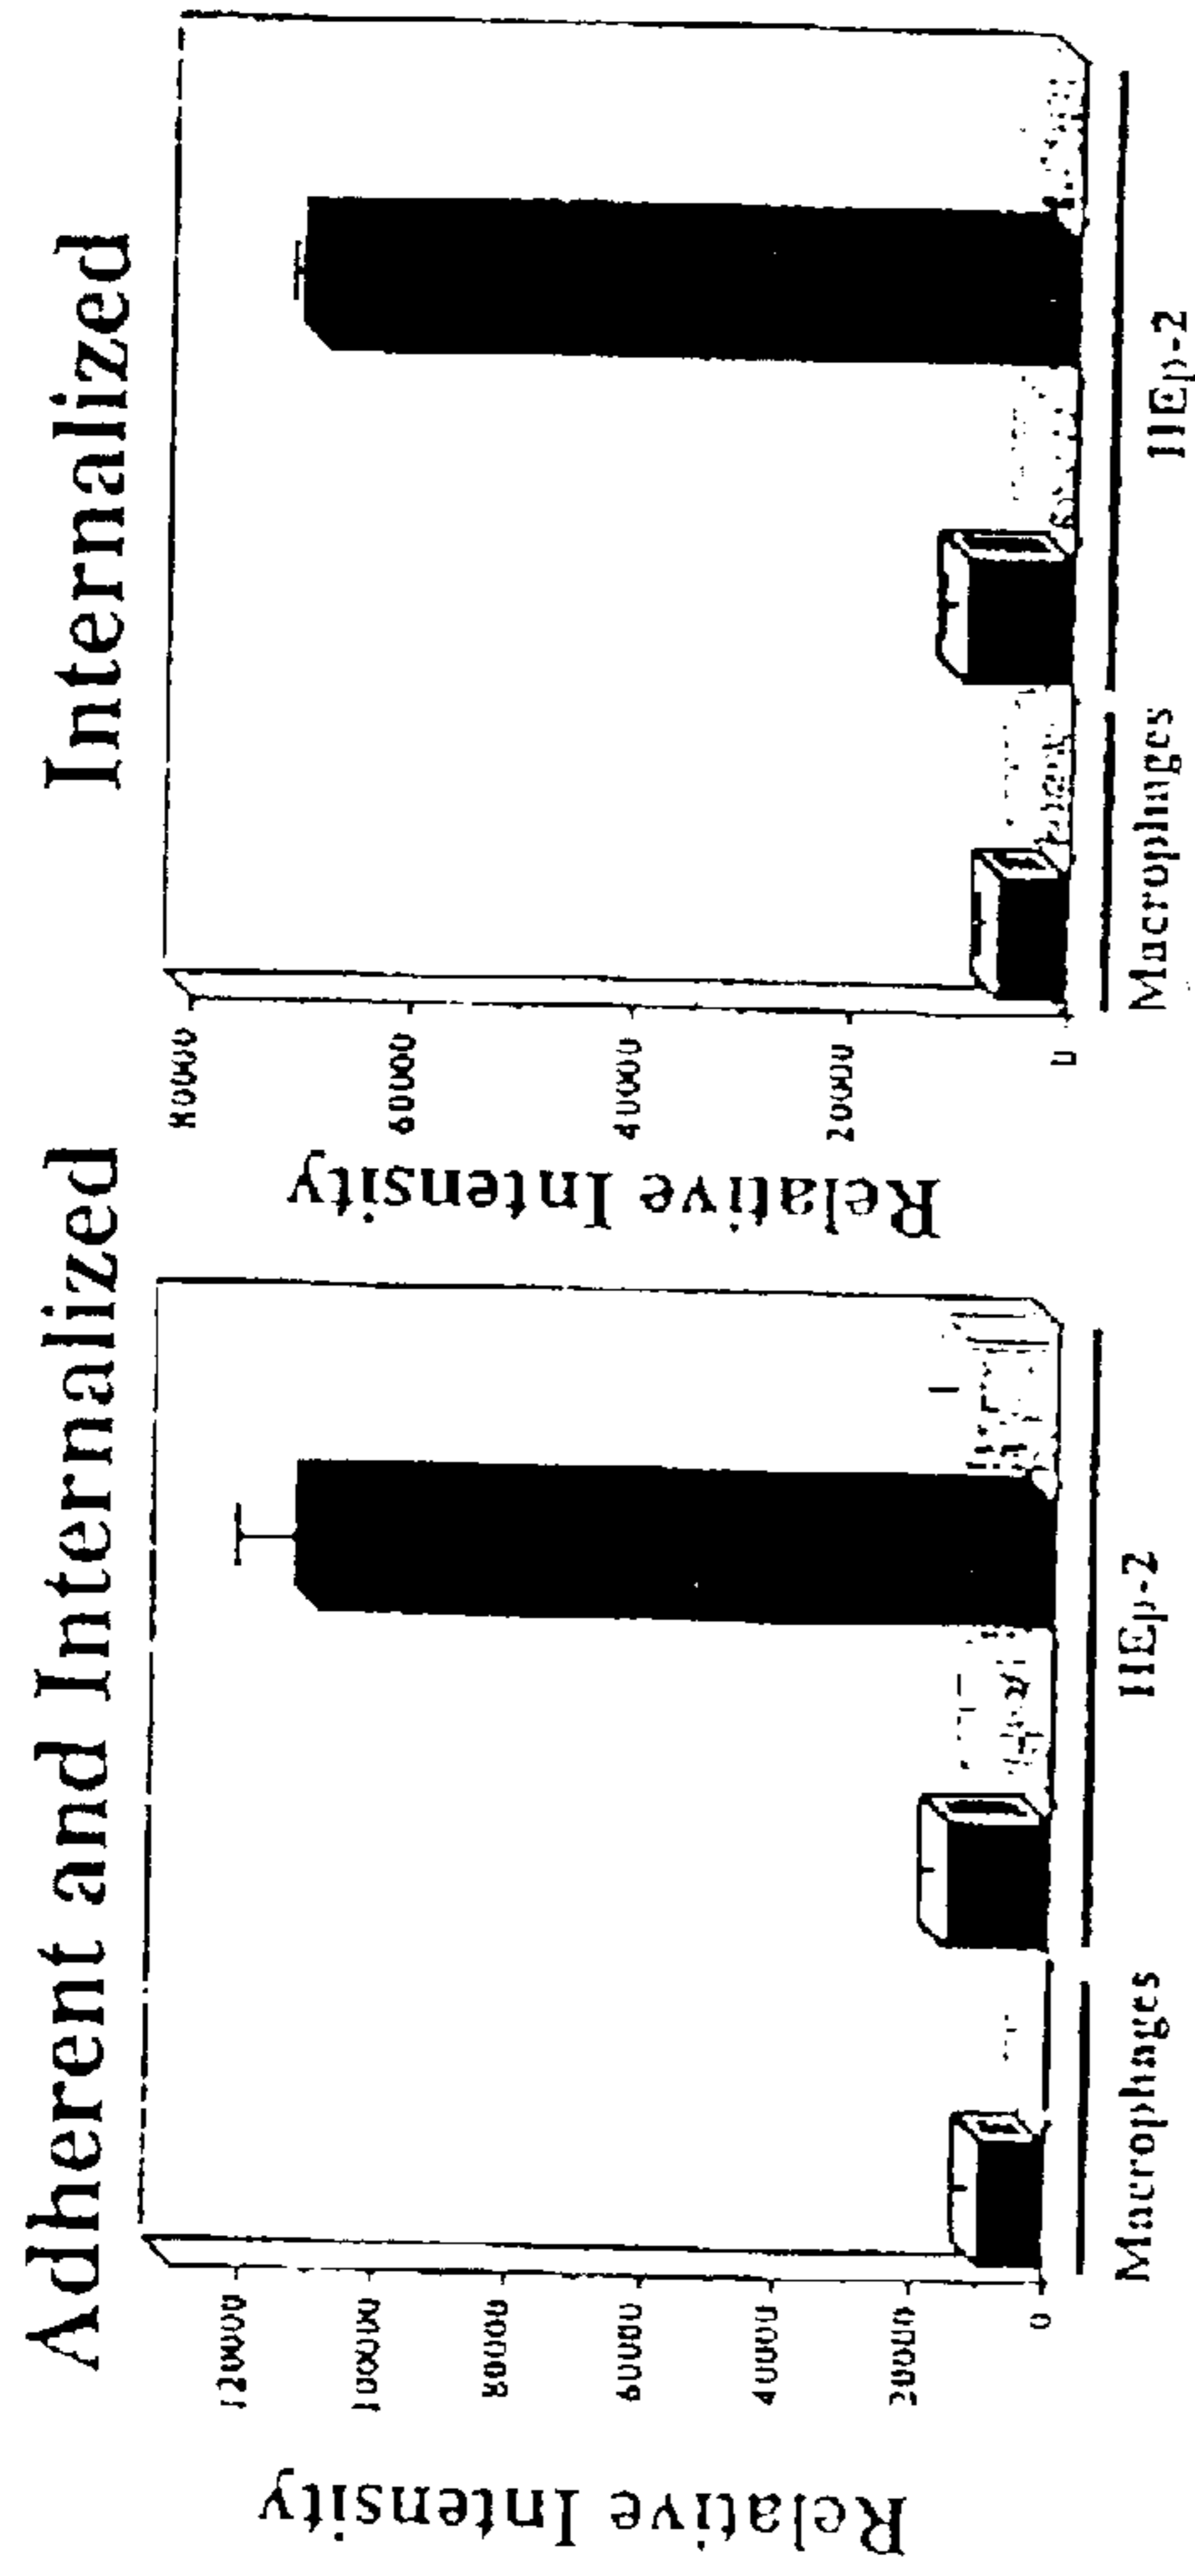 Adherent and Internalized
Relative Intensity
120000
100000
80000
60000
40000
20000
0
Macrophages
HEp-2
Internalized
Relative Intensity
80000
60000
40000
20000
0
Macrophages
HEp-2